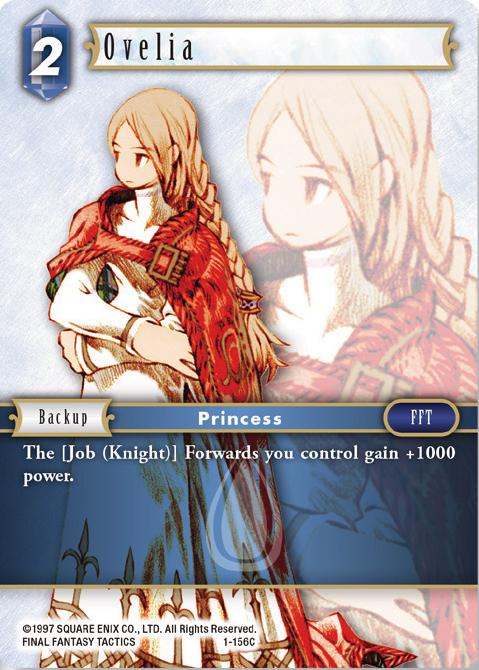 2
Ovelia
Backup
Princess
FFT
The [Job (Knight)] Forwards you control gain +1000
power.
©1997 SQUARE ENIX CO., LTD. All Rights Reserved.
FINAL FANTASY TACTICS 1-156C